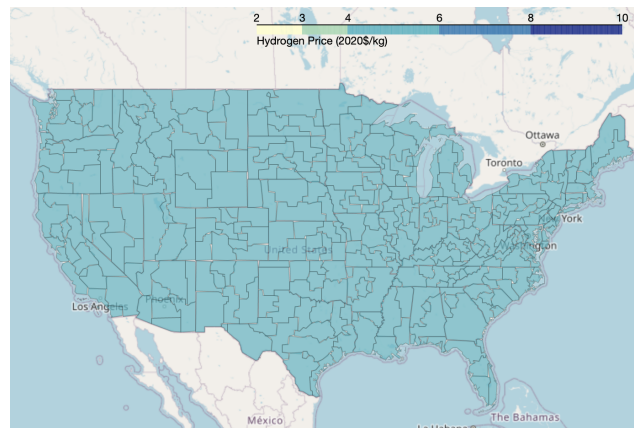 2 3 4 6 8 10
Hydrogen Price (2020$/kg)
Ottawa
Toronto
York
United States
Washington
Los Angeles
Phoenix
México
The Bahamas